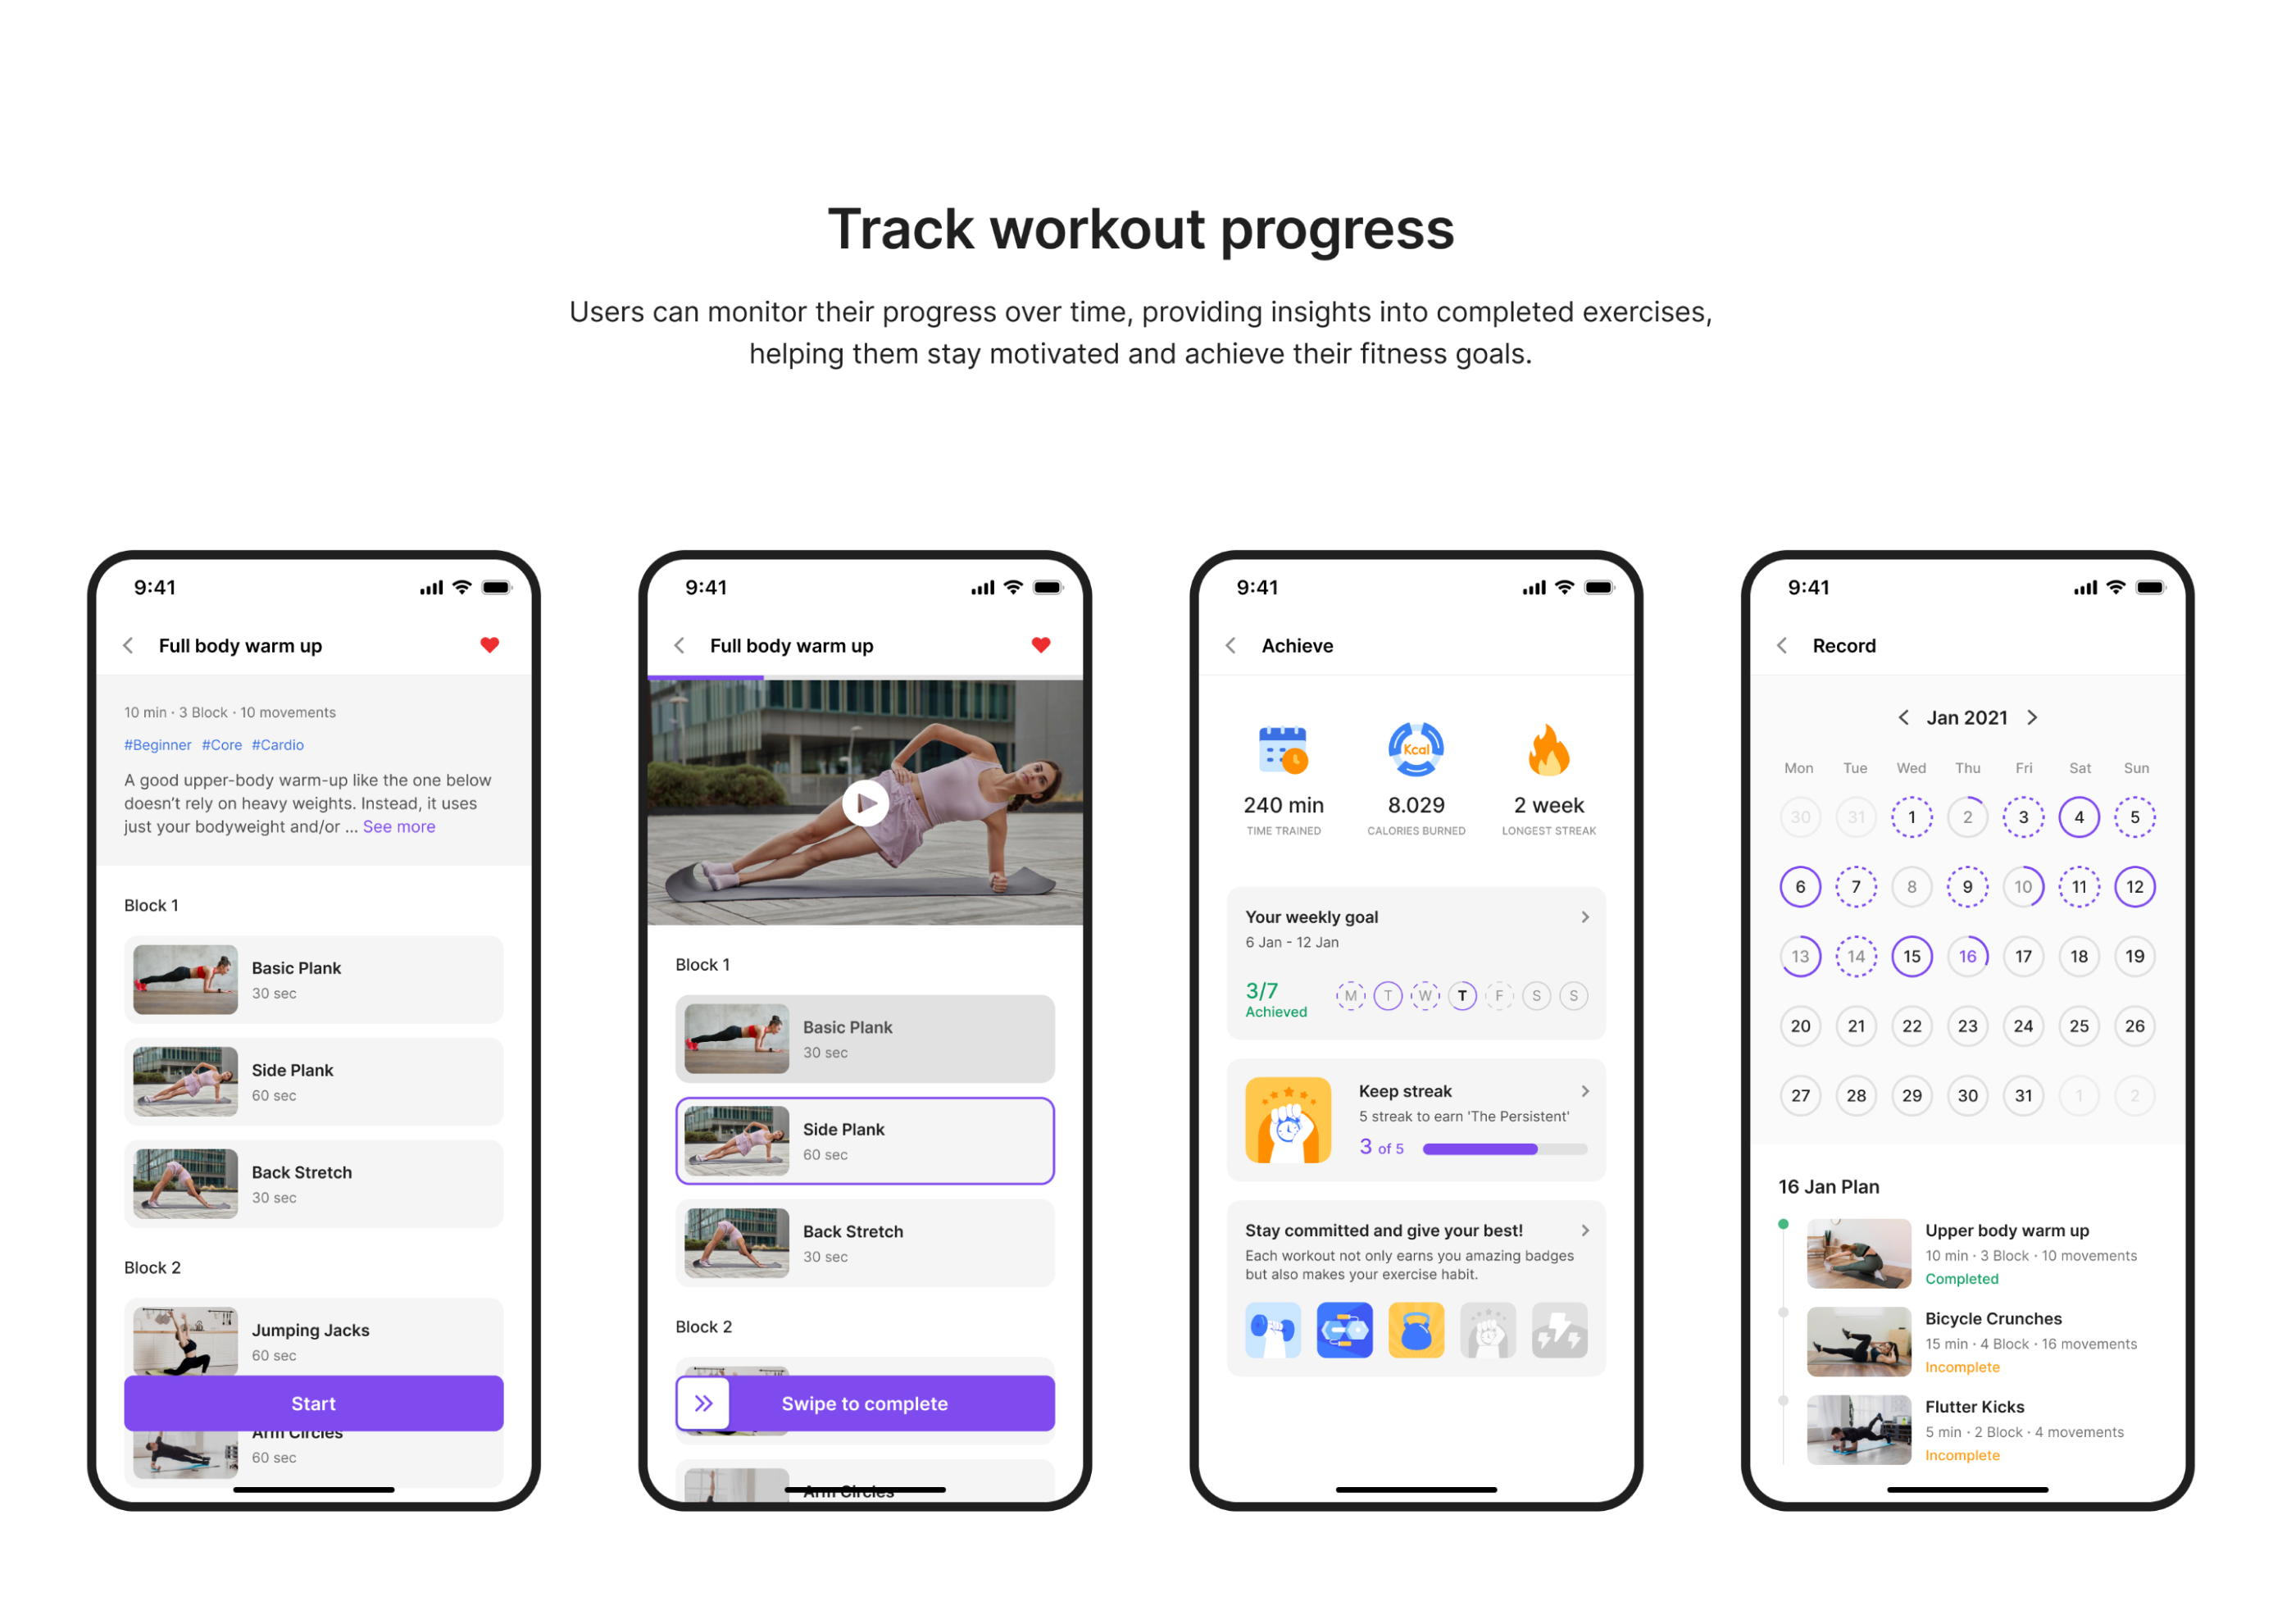 Track workout progress
Users can monitor their progress over time, providing insights into completed exercises,
helping them stay motivated and achieve their fitness goals.
9:41
Full body warm up
10 min · 3 Block · 10 movements
#Beginner #Core #Cardio
A good upper-body warm-up like the one below
doesn’t rely on heavy weights. Instead, it uses
just your bodyweight and/or ... See more
Block 1
Basic Plank
30 sec
Side Plank
60 sec
Back Stretch
30 sec
Block 2
Jumping Jacks
60 sec
Start
Arm Circles
60 sec
9:41
Full body warm up
Block 1
Basic Plank
30 sec
Side Plank
60 sec
Back Stretch
30 sec
Block 2
Swipe to complete
Arm Circles
9:41
Achieve
Kcal
240 min 8.029 2 week
TIME TRAINED CALORIES BURNED LONGEST STREAK
Your weekly goal
6 Jan - 12 Jan
3/7 M T W T F S S
Achieved
Keep streak
5 streak to earn 'The Persistent'
3 of 5
Stay committed and give your best!
Each workout not only earns you amazing badges
but also makes your exercise habit.
9:41
Record
Jan 2021
Mon Tue Wed Thu Fri Sat Sun
30 31 1 2 3 4 5
6 7 8 9 10 11 12
13 14 15 16 17 18 19
20 21 22 23 24 25 26
27 28 29 30 31 1 2
16 Jan Plan
Upper body warm up
10 min · 3 Block · 10 movements
Completed
Bicycle Crunches
15 min · 4 Block · 16 movements
Incomplete
Flutter Kicks
5 min · 2 Block · 4 movements
Incomplete